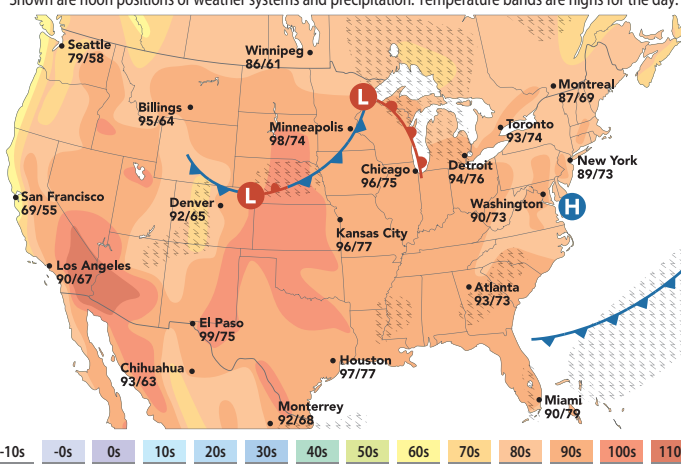 Shown are noon positions of weather systems and precipitation. Temperature bands are highs for the day.
Seattle
79/58
Winnipeg
86/61
Billings
95/64
Minneapolis
98/74
L
Montreal
87/69
Toronto
93/74
Detroit
94/76
New York
89/73
Chicago
96/75
San Francisco
69/55
Denver
92/65
L
Washington
90/73
H
Kansas City
96/77
Los Angeles
90/67
Atlanta
93/73
El Paso
99/75
Chihuahua
93/63
Houston
97/77
Monterrey
92/68
Miami
90/79
-10s -0s 0s 10s 20s 30s 40s 50s 60s 70s 80s 90s 100s 110